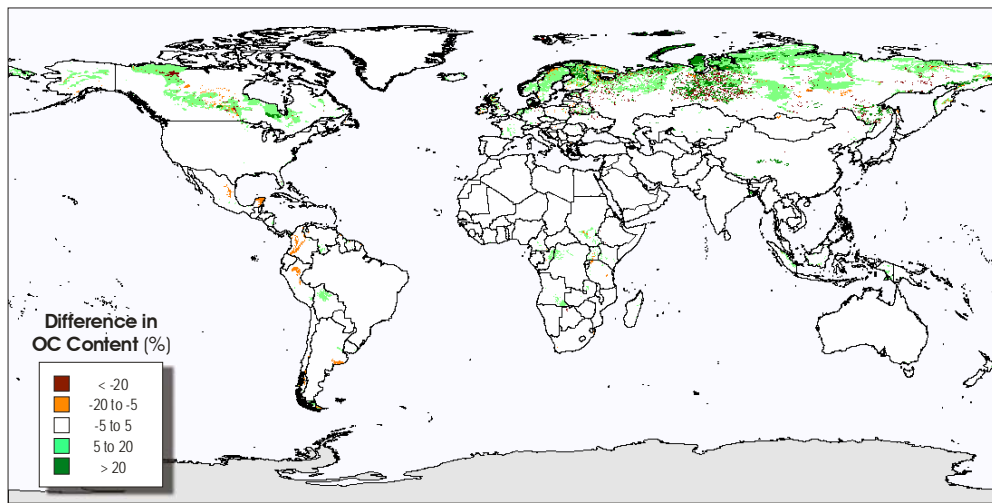 Difference in
OC Content (%)
< -20
-20 to -5
-5 to 5
5 to 20
> 20